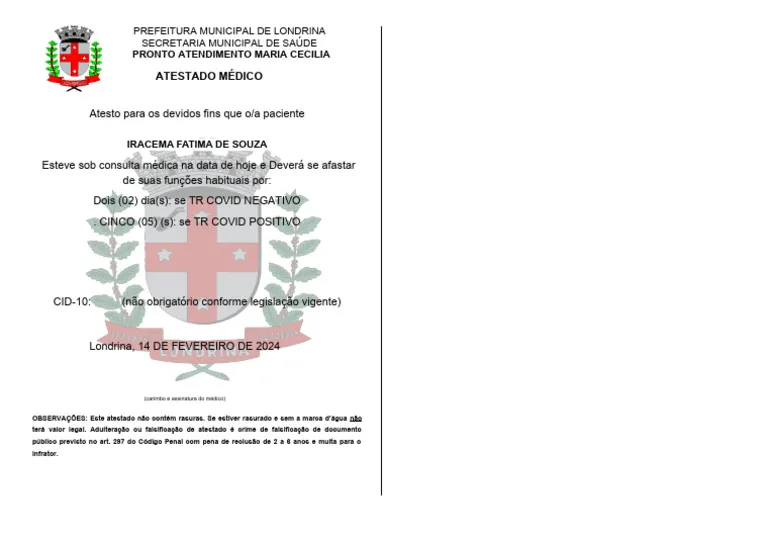 PREFEITURA MUNICIPAL DE LONDRINA
SECRETARIA MUNICIPAL DE SAÚDE
PRONTO ATENDIMENTO MARIA CECILIA
ATESTADO MÉDICO
Atesto para os devidos fins que o/a paciente
IRACEMA FATIMA DE SOUZA
Esteve sob consulta médica na data de hoje e Deverá se afastar
de suas funções habituais por:
Dois (02) dia(s): se TR COVID NEGATIVO
. CINCO (05) (s): se TR COVID POSITIVO
CID-10: (não obrigatório conforme legislação vigente)
Londrina, 14 DE FEVEREIRO DE 2024
LONDRINA
(carimbo e assinatura do médico)
OBSERVAÇÕES: Este atestado não contém rasuras. Se estiver rasurado e sem a marca d'água não
terá valor legal. Adulteração ou falsificação de atestado é crime de falsificação de documento
público previsto no art. 297 do Código Penal com pena de reclusão de 2 a 6 anos e multa para o
infrator.